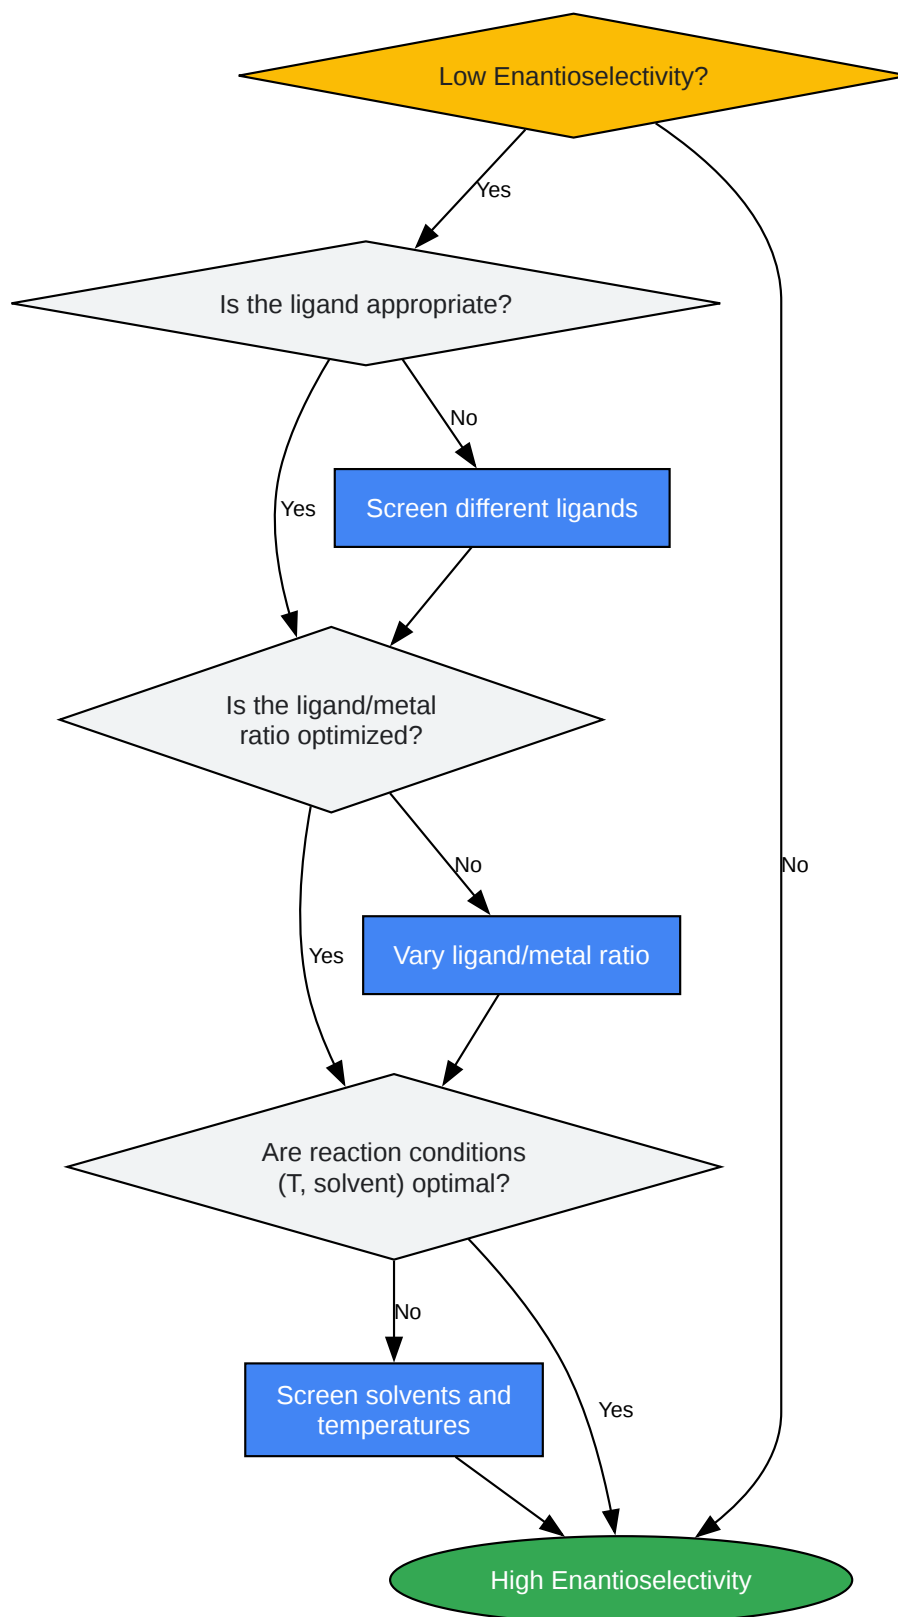 Low Enantioselectivity?
Yes
Is the ligand appropriate?
No
Yes
Screen different ligands
Is the ligand/metal
ratio optimized?
No
No
Yes
Vary ligand/metal ratio
Are reaction conditions
(T, solvent) optimal?
No
Screen solvents and
temperatures
Yes
High Enantioselectivity